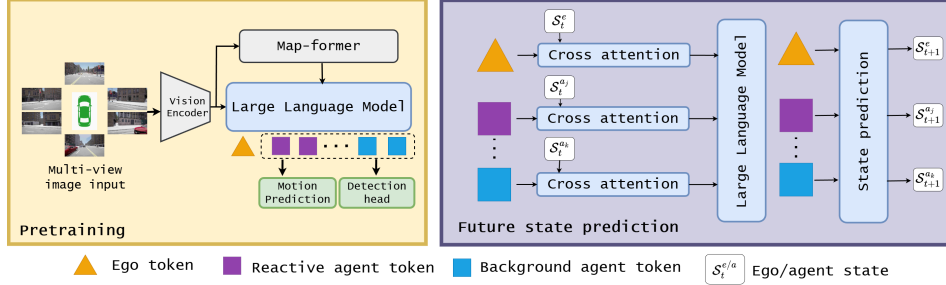 Map-former
Vision
Encoder
Large Language Model
Multi-view
image input
Motion
Prediction
Detection
head
Pretraining
$S_t^e$
Cross attention
$S_t^{a_j}$
Cross attention
$S_t^{a_k}$
Cross attention
Large Language Model
State prediction
$S_{t+1}^e$
$S_{t+1}^{a_j}$
$S_{t+1}^{a_k}$
Future state prediction
Ego token
Reactive agent token
Background agent token
$S_t^{e/a}$ Ego/agent state